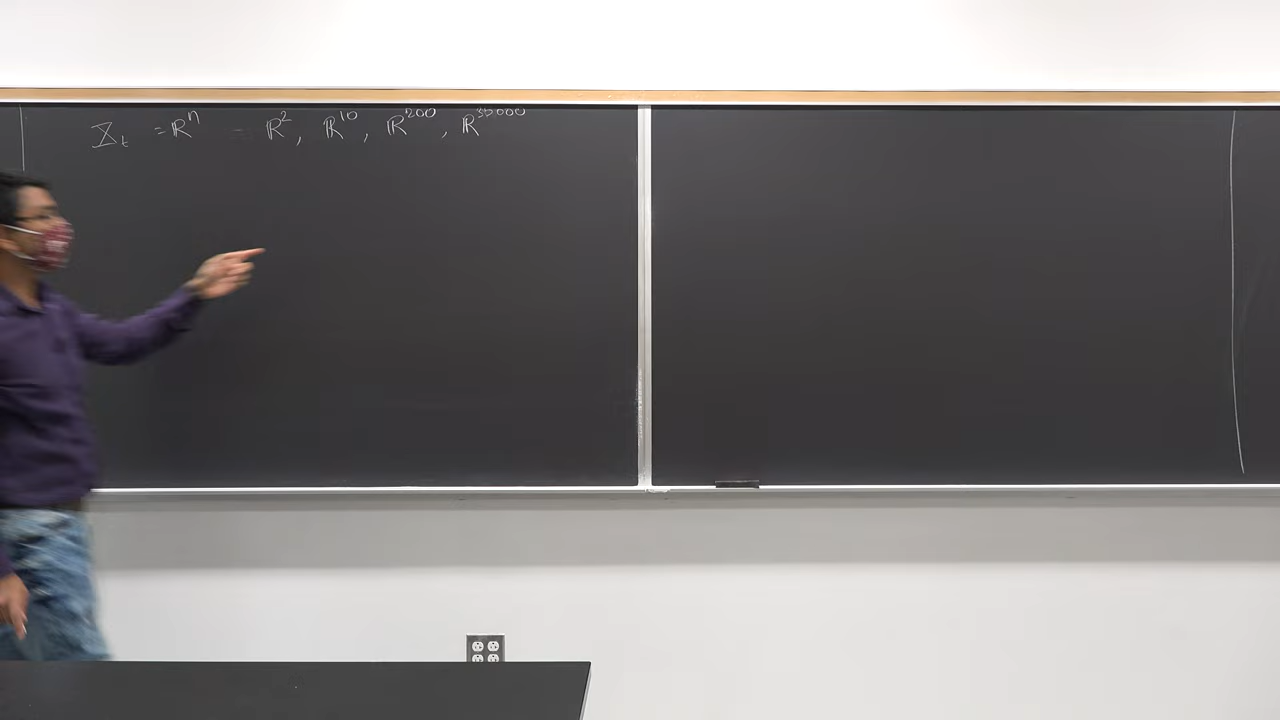 𝕏ₜ = ℝⁿ = ℝ², ℝ¹⁰, ℝ²⁰⁰, ℝ³⁵⁰⁰⁰